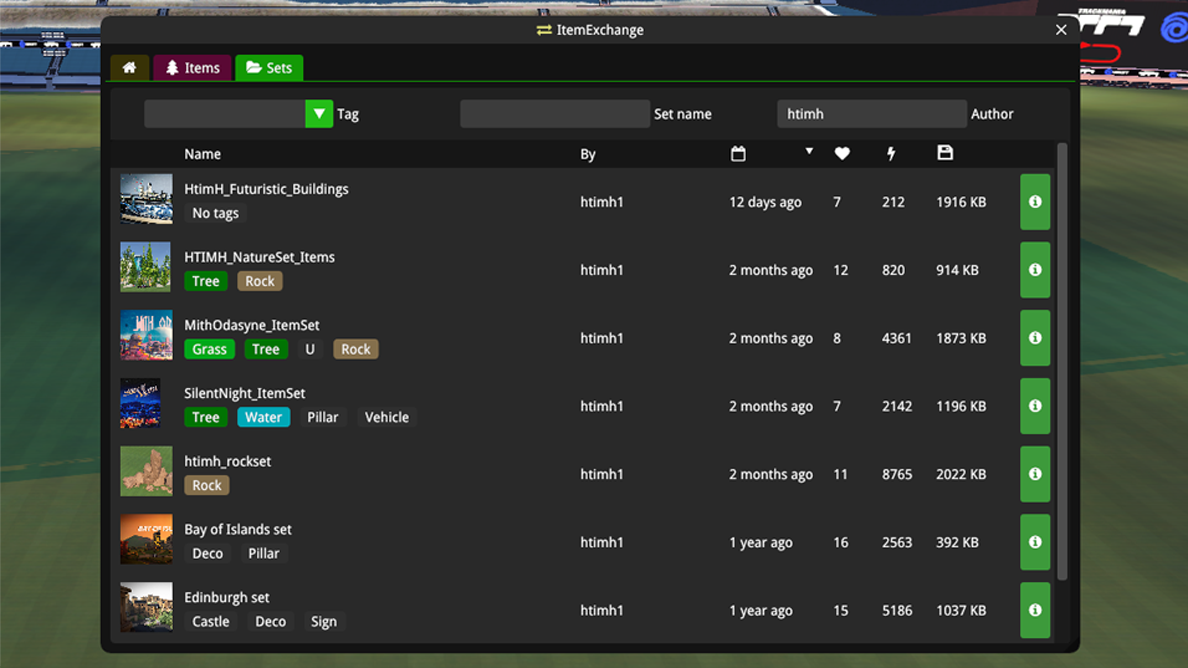 TRACKMANIA
ItemExchange
Items
Sets
Tag
Set name
htimh
Author
Name
By
HtimH_Futuristic_Buildings
No tags
htimh1
12 days ago
7
212
1916 KB
HTIMH_NatureSet_Items
Tree Rock
htimh1
2 months ago
12
820
914 KB
MithOdasyne_ItemSet
Grass Tree U Rock
htimh1
2 months ago
8
4361
1873 KB
SilentNight_ItemSet
Tree Water Pillar Vehicle
htimh1
2 months ago
7
2142
1196 KB
htimh_rockset
Rock
htimh1
2 months ago
11
8765
2022 KB
Bay of Islands set
Deco Pillar
htimh1
1 year ago
16
2563
392 KB
Edinburgh set
Castle Deco Sign
htimh1
1 year ago
15
5186
1037 KB